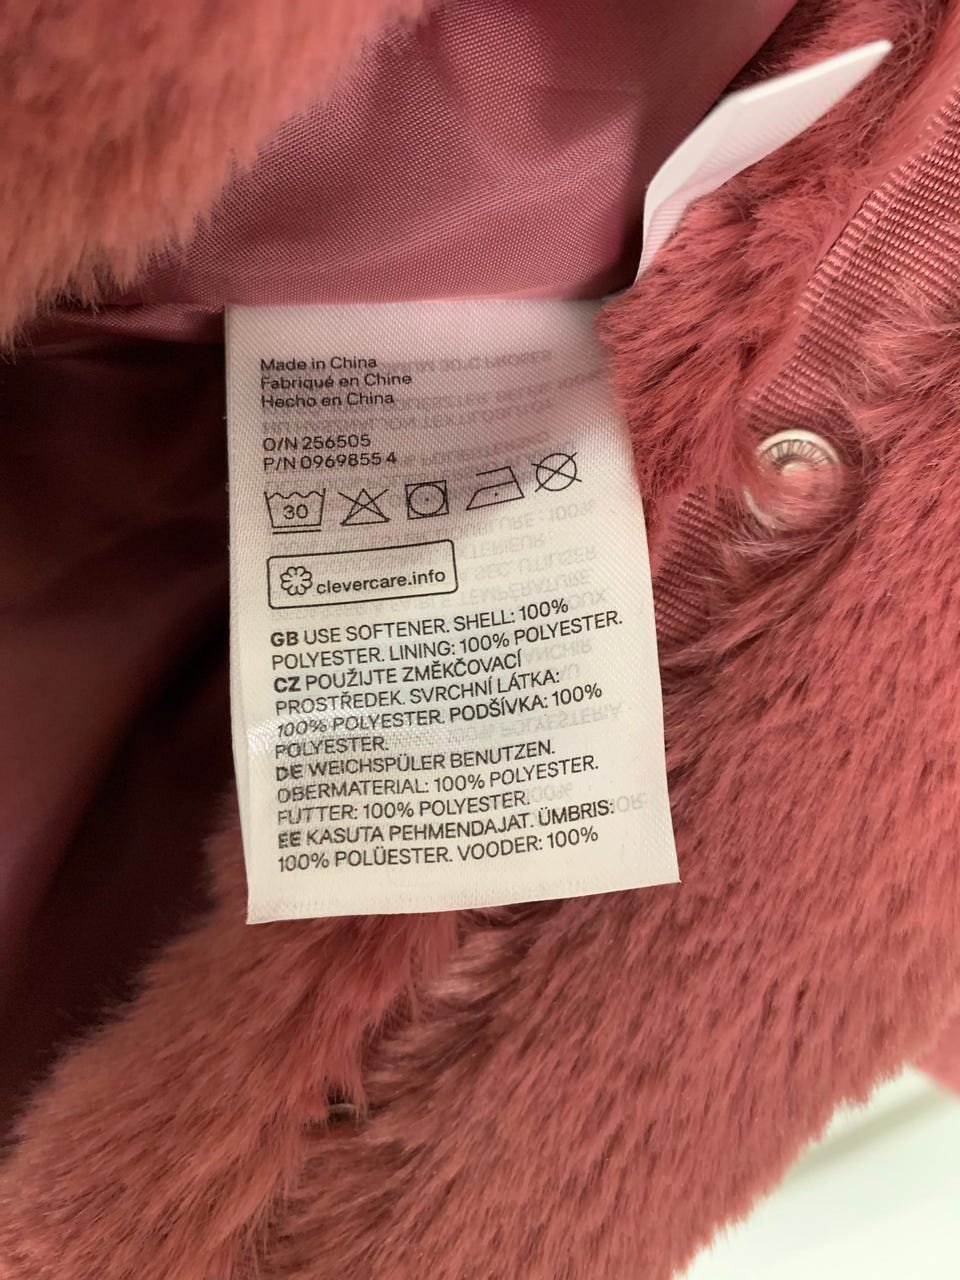 Made in China
Fabriqué en Chine
Hecho en China
O/N 256505
P/N 0969855 4
30
clevercare.info
GB USE SOFTENER. SHELL: 100%
POLYESTER. LINING: 100% POLYESTER.
CZ POUŽIJTE ZMĚKČOVACÍ
PROSTŘEDEK. SVRCHNÍ LÁTKA:
100% POLYESTER. PODŠÍVKA: 100%
POLYESTER.
DE WEICHSPÜLER BENUTZEN.
OBERMATERIAL: 100% POLYESTER.
FUTTER: 100% POLYESTER.
EE KASUTA PEHMENDAJAT. ÜMBRIS:
100% POLÜESTER. VOODER: 100%